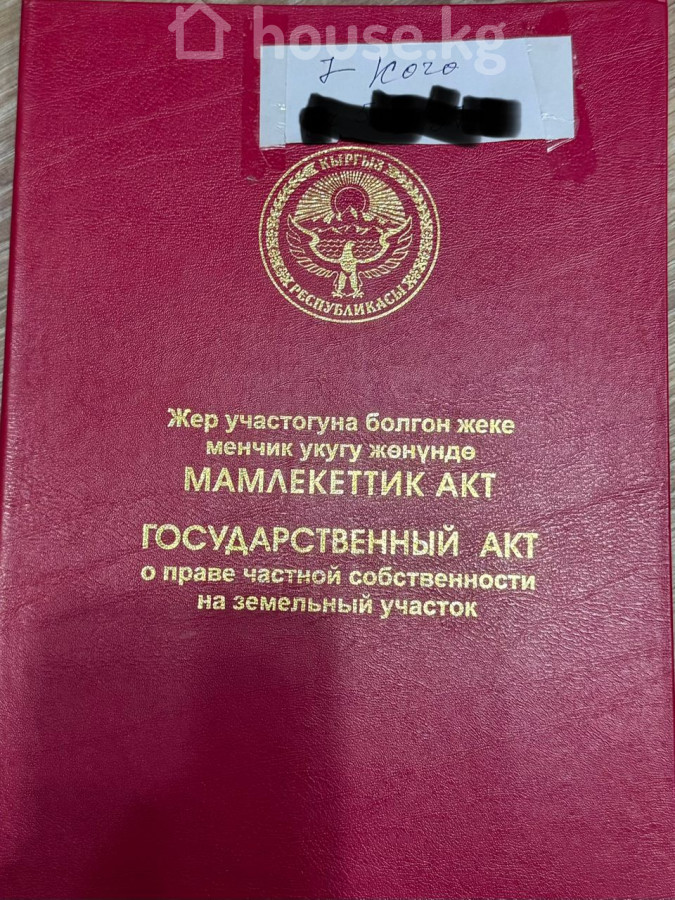 house.kg
7- Кочо
КЫРГЫЗ
РЕСПУБЛИКАСЫ
Жер участогуна болгон жеке
менчик укугу жөнүндө
МАМЛЕКЕТТИК АКТ
ГОСУДАРСТВЕННЫЙ АКТ
о праве частной собственности
на земельный участок